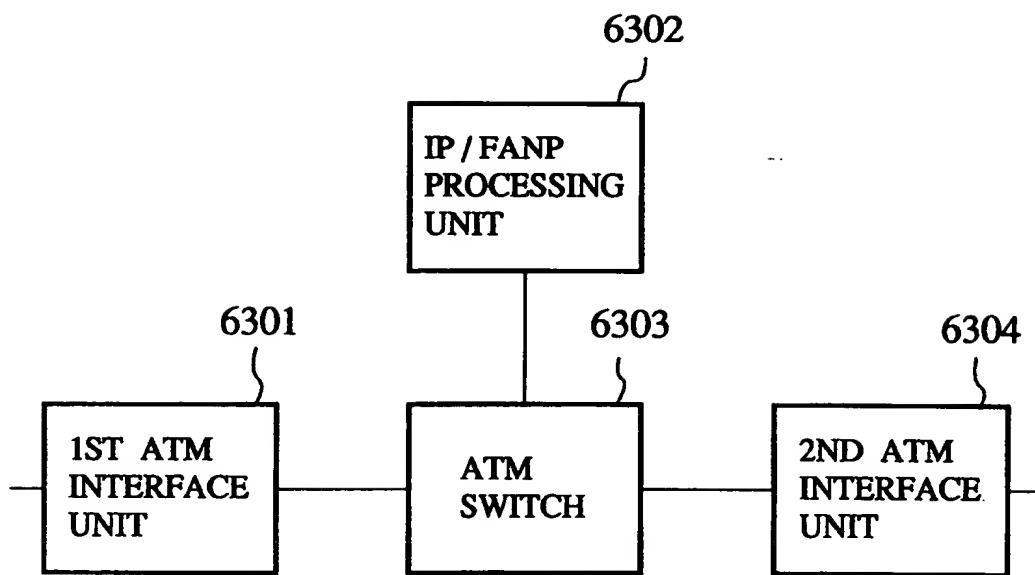 6302
IP / FANP
PROCESSING
UNIT
6301
6303
6304
1ST ATM
INTERFACE
UNIT
ATM
SWITCH
2ND ATM
INTERFACE
UNIT